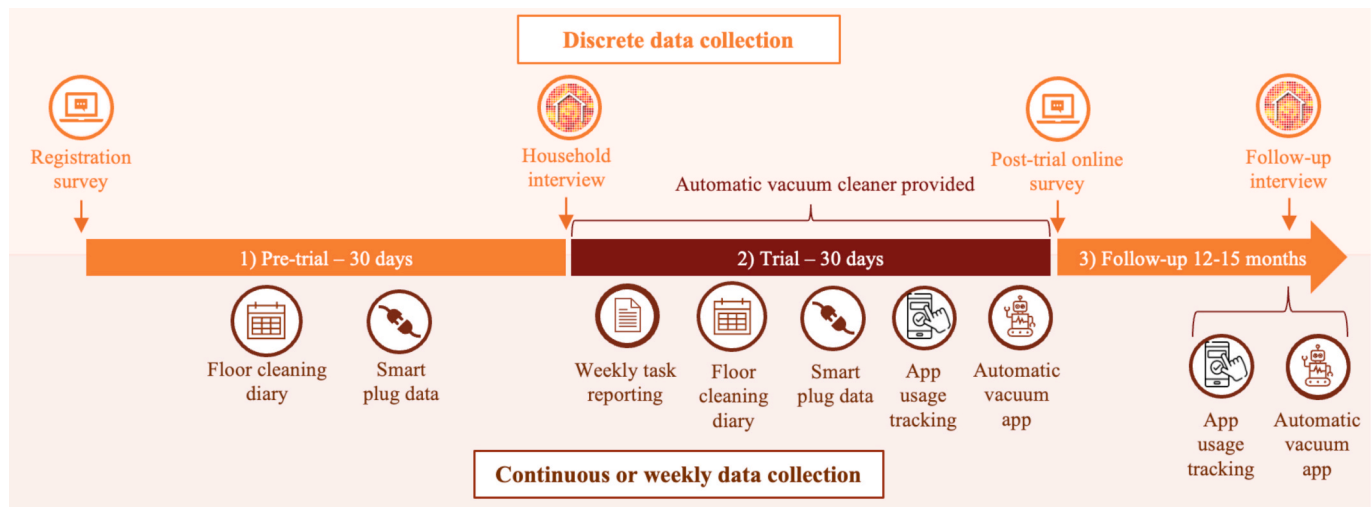 Discrete data collection
Registration
survey
Household
interview
Post-trial online
survey
Follow-up
interview
Automatic vacuum cleaner provided
1) Pre-trial – 30 days
2) Trial – 30 days
3) Follow-up 12-15 months
Floor cleaning
diary
Smart
plug data
Weekly task
reporting
Floor
cleaning
diary
Smart
plug data
App
usage
tracking
Automatic
vacuum
app
App
usage
tracking
Automatic
vacuum
app
Continuous or weekly data collection